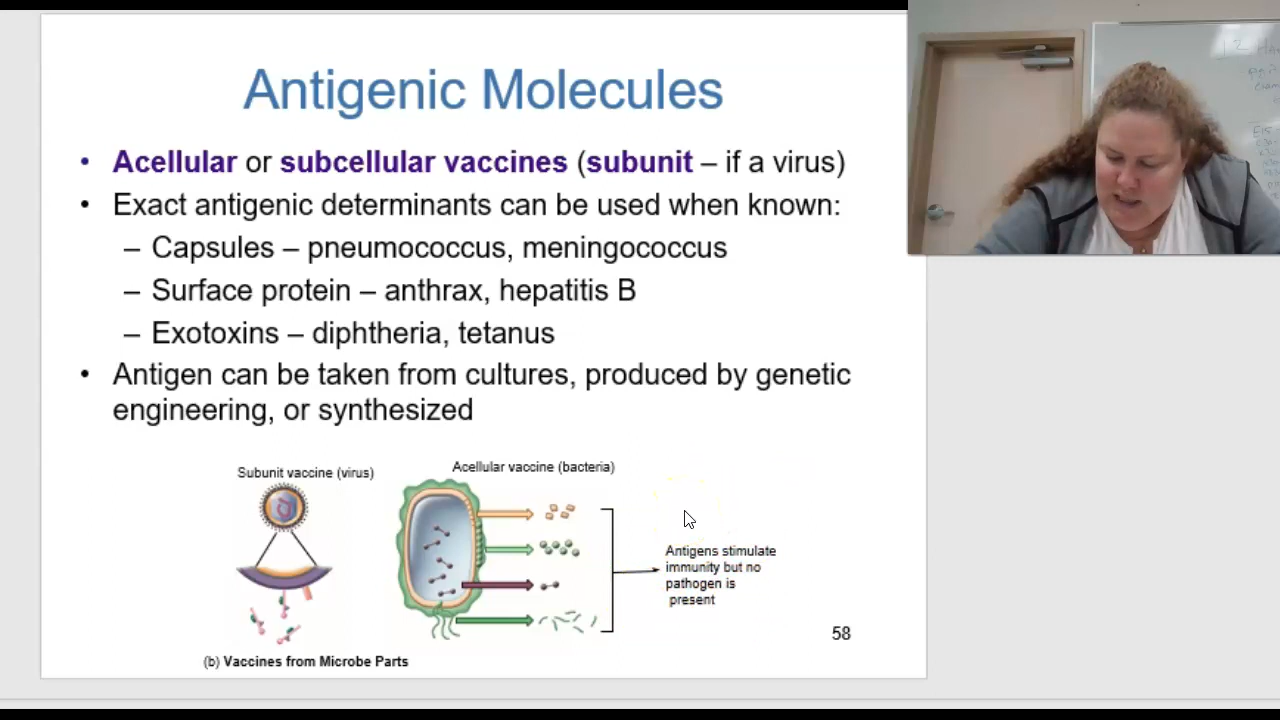 Antigenic Molecules
• Acellular or subcellular vaccines (subunit – if a virus)
• Exact antigenic determinants can be used when known:
– Capsules – pneumococcus, meningococcus
– Surface protein – anthrax, hepatitis B
– Exotoxins – diphtheria, tetanus
• Antigen can be taken from cultures, produced by genetic
engineering, or synthesized
Subunit vaccine (virus)
Acellular vaccine (bacteria)
Antigens stimulate
immunity but no
pathogen is
present
58
(b) Vaccines from Microbe Parts